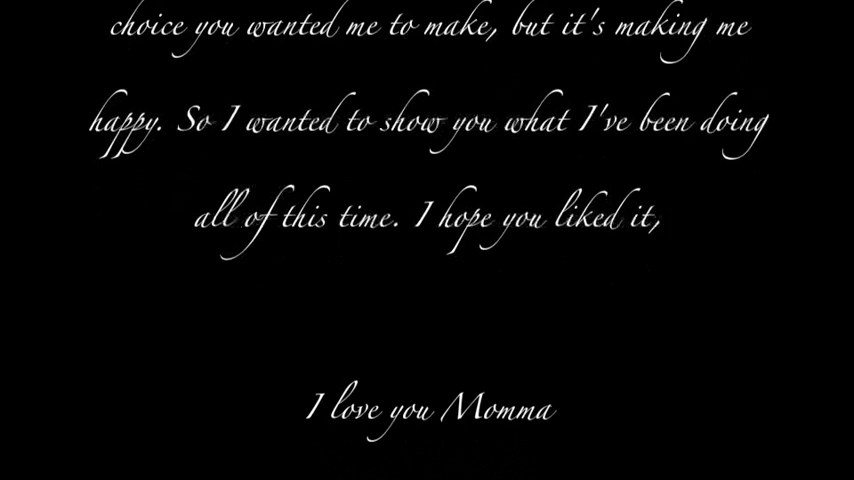 choice you wanted me to make, but it's making me
happy. So I wanted to show you what I've been doing
all of this time. I hope you liked it,
I love you Momma